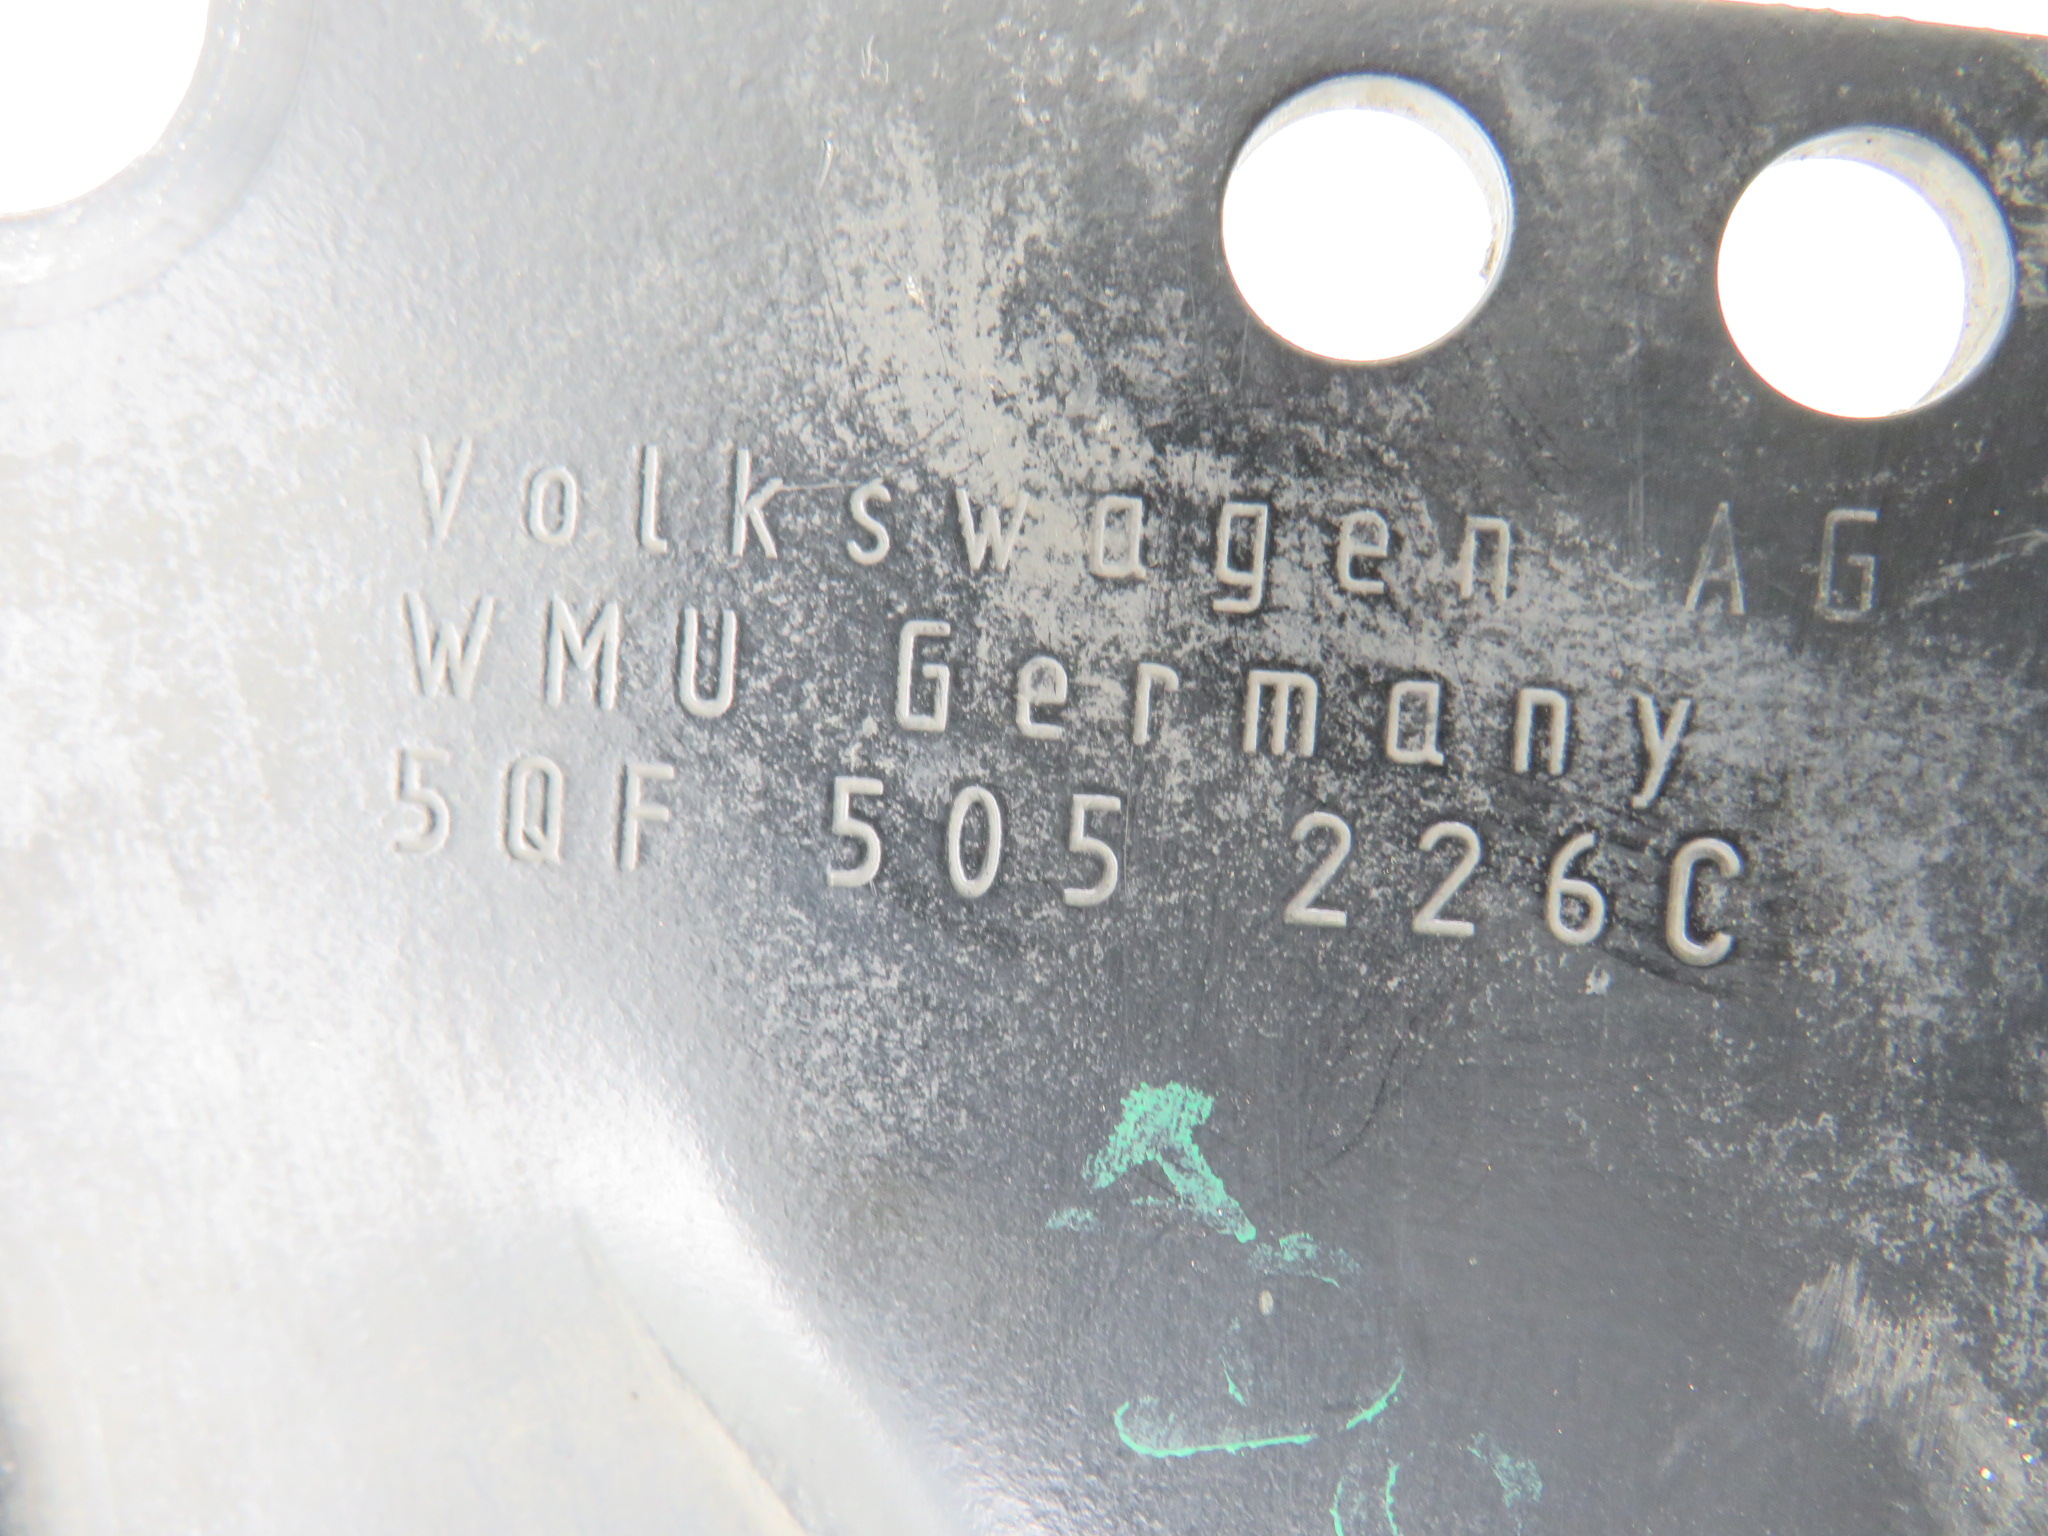 Volkswagen AG
WMU Germany
5QF 505 226C